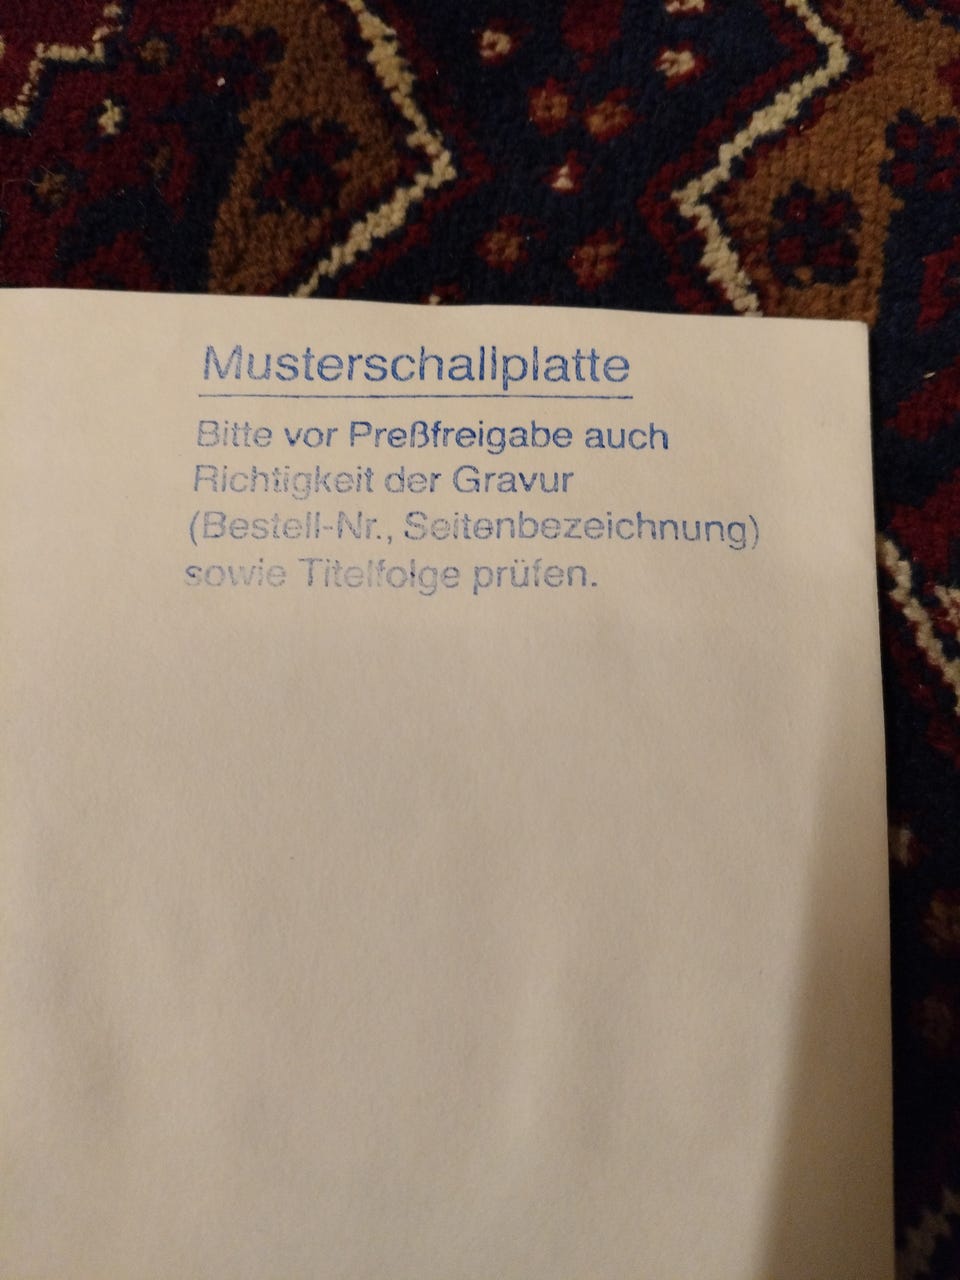 Musterschallplatte
Bitte vor Preßfreigabe auch
Richtigkeit der Gravur
(Bestell-Nr., Seitenbezeichnung)
sowie Titelfolge prüfen.